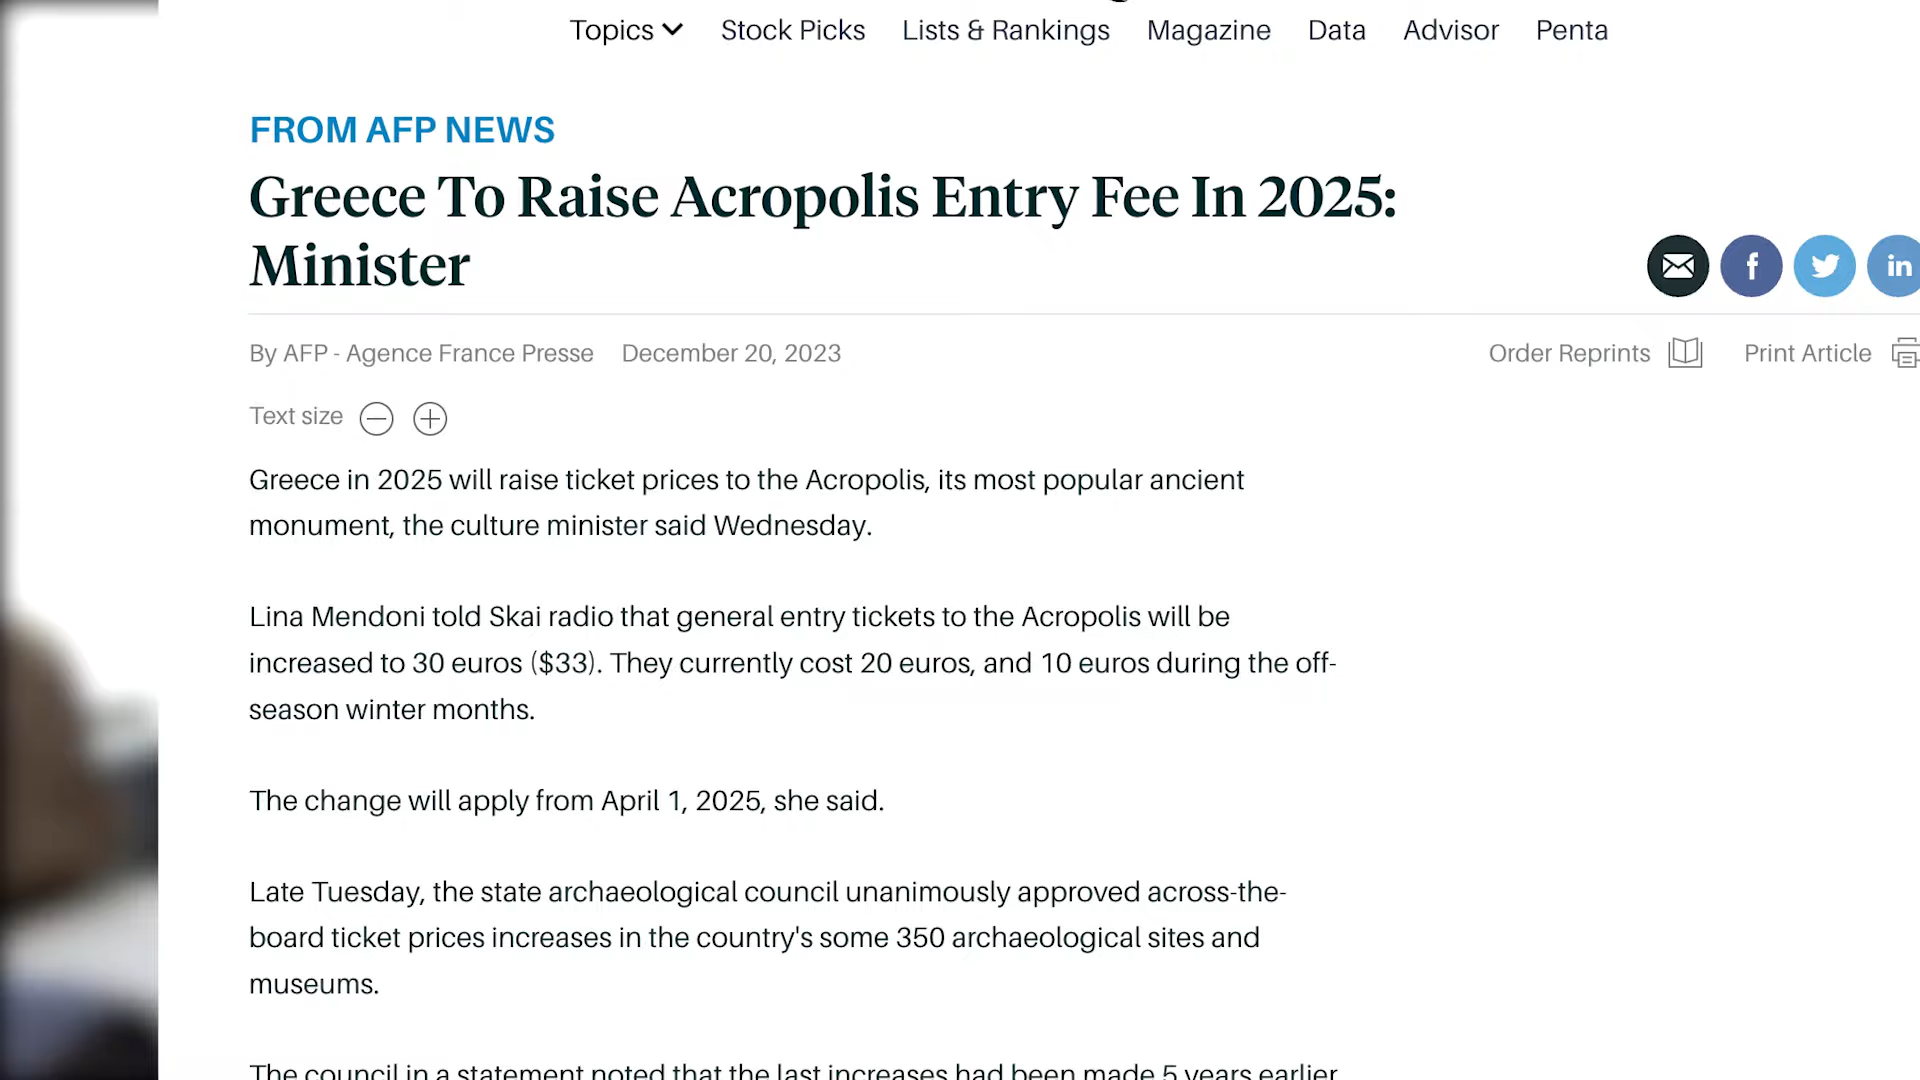 Topics Stock Picks Lists & Rankings Magazine Data Advisor Penta
FROM AFP NEWS
Greece To Raise Acropolis Entry Fee In 2025:
Minister
f in
By AFP - Agence France Presse December 20, 2023 Order Reprints Print Article
Text size
Greece in 2025 will raise ticket prices to the Acropolis, its most popular ancient
monument, the culture minister said Wednesday.
Lina Mendoni told Skai radio that general entry tickets to the Acropolis will be
increased to 30 euros ($33). They currently cost 20 euros, and 10 euros during the off-
season winter months.
The change will apply from April 1, 2025, she said.
Late Tuesday, the state archaeological council unanimously approved across-the-
board ticket prices increases in the country's some 350 archaeological sites and
museums.
The council in a statement noted that the last increases had been made 5 years earlier